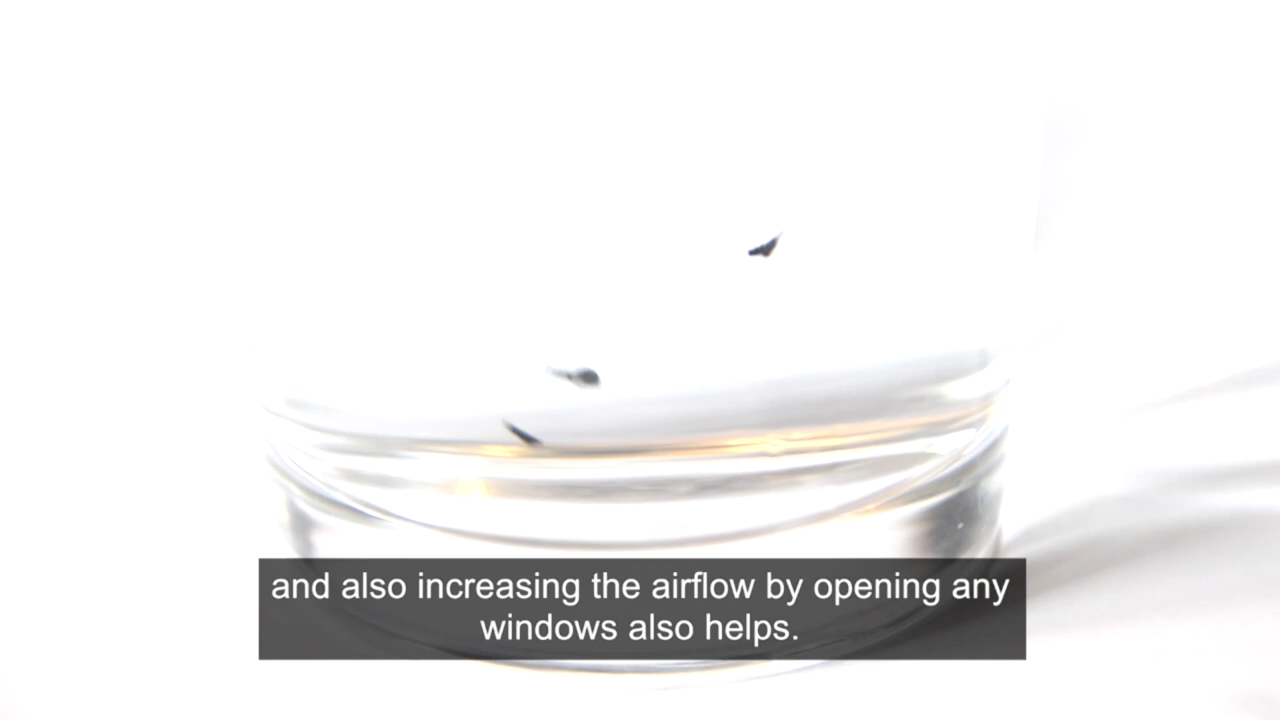 and also increasing the airflow by opening any
windows also helps.